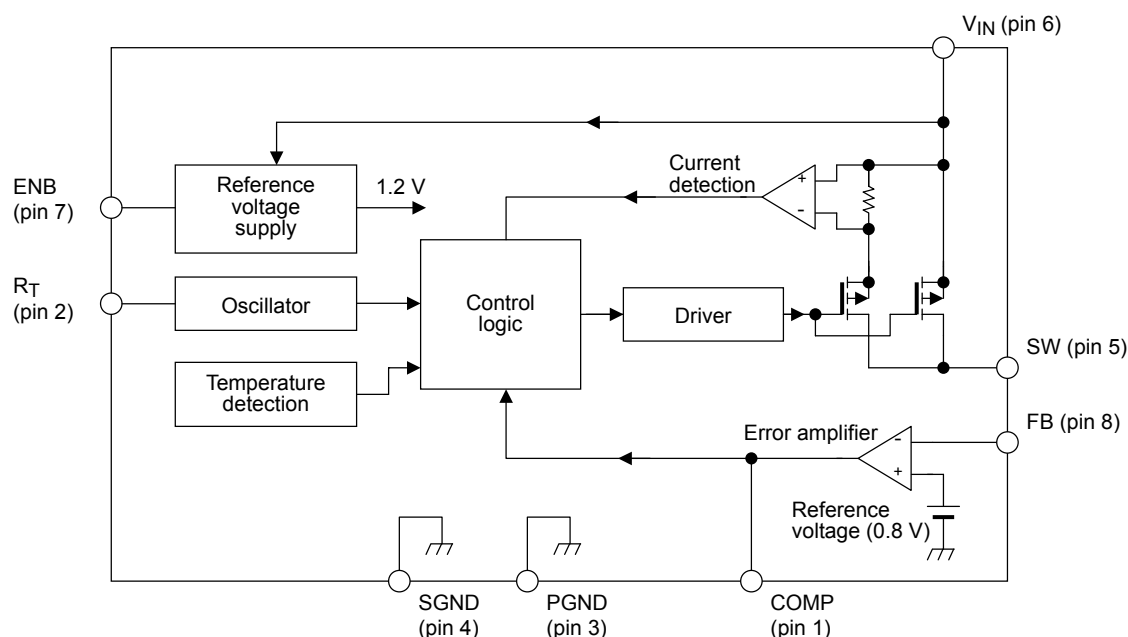 V_IN (pin 6)
ENB
(pin 7)
Reference
voltage
supply
1.2 V
Current
detection
+
-
R_T
(pin 2)
Oscillator
Control
logic
Driver
SW (pin 5)
Temperature
detection
FB (pin 8)
Error amplifier
-
+
Reference
voltage (0.8 V)
SGND
(pin 4)
PGND
(pin 3)
COMP
(pin 1)